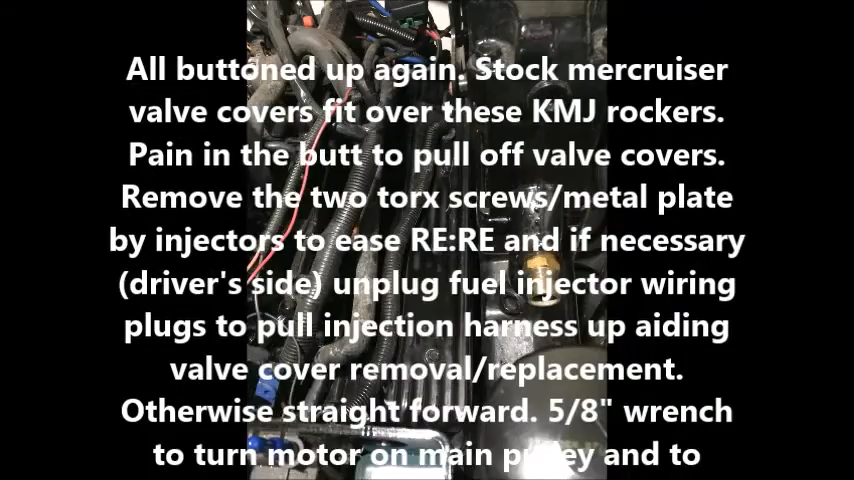 All buttoned up again. Stock mercruiser
valve covers fit over these KMJ rockers.
Pain in the butt to pull off valve covers.
Remove the two torx screws/metal plate
by injectors to ease RE:RE and if necessary
(driver's side) unplug fuel injector wiring
plugs to pull injection harness up aiding
valve cover removal/replacement.
Otherwise straight forward. 5/8" wrench
to turn motor on main pulley and to